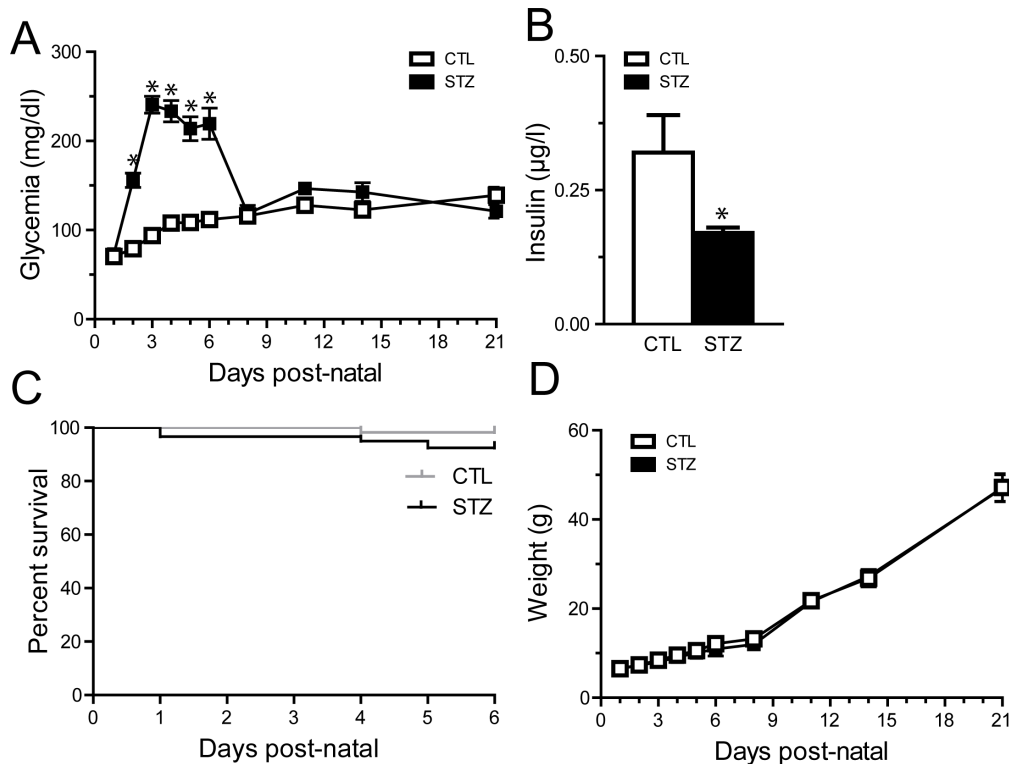 A
300
200
100
0
Glycemia (mg/dl)
CTL
STZ
* * * * *
0 3 6 9 12 15 18 21
Days post-natal
B
0.50
0.25
0.00
Insulin (µg/l)
CTL
STZ
*
CTL STZ
C
100
80
60
40
20
0
Percent survival
CTL
STZ
0 1 2 3 4 5 6
Days post-natal
D
60
40
20
0
Weight (g)
CTL
STZ
0 3 6 9 12 15 18 21
Days post-natal